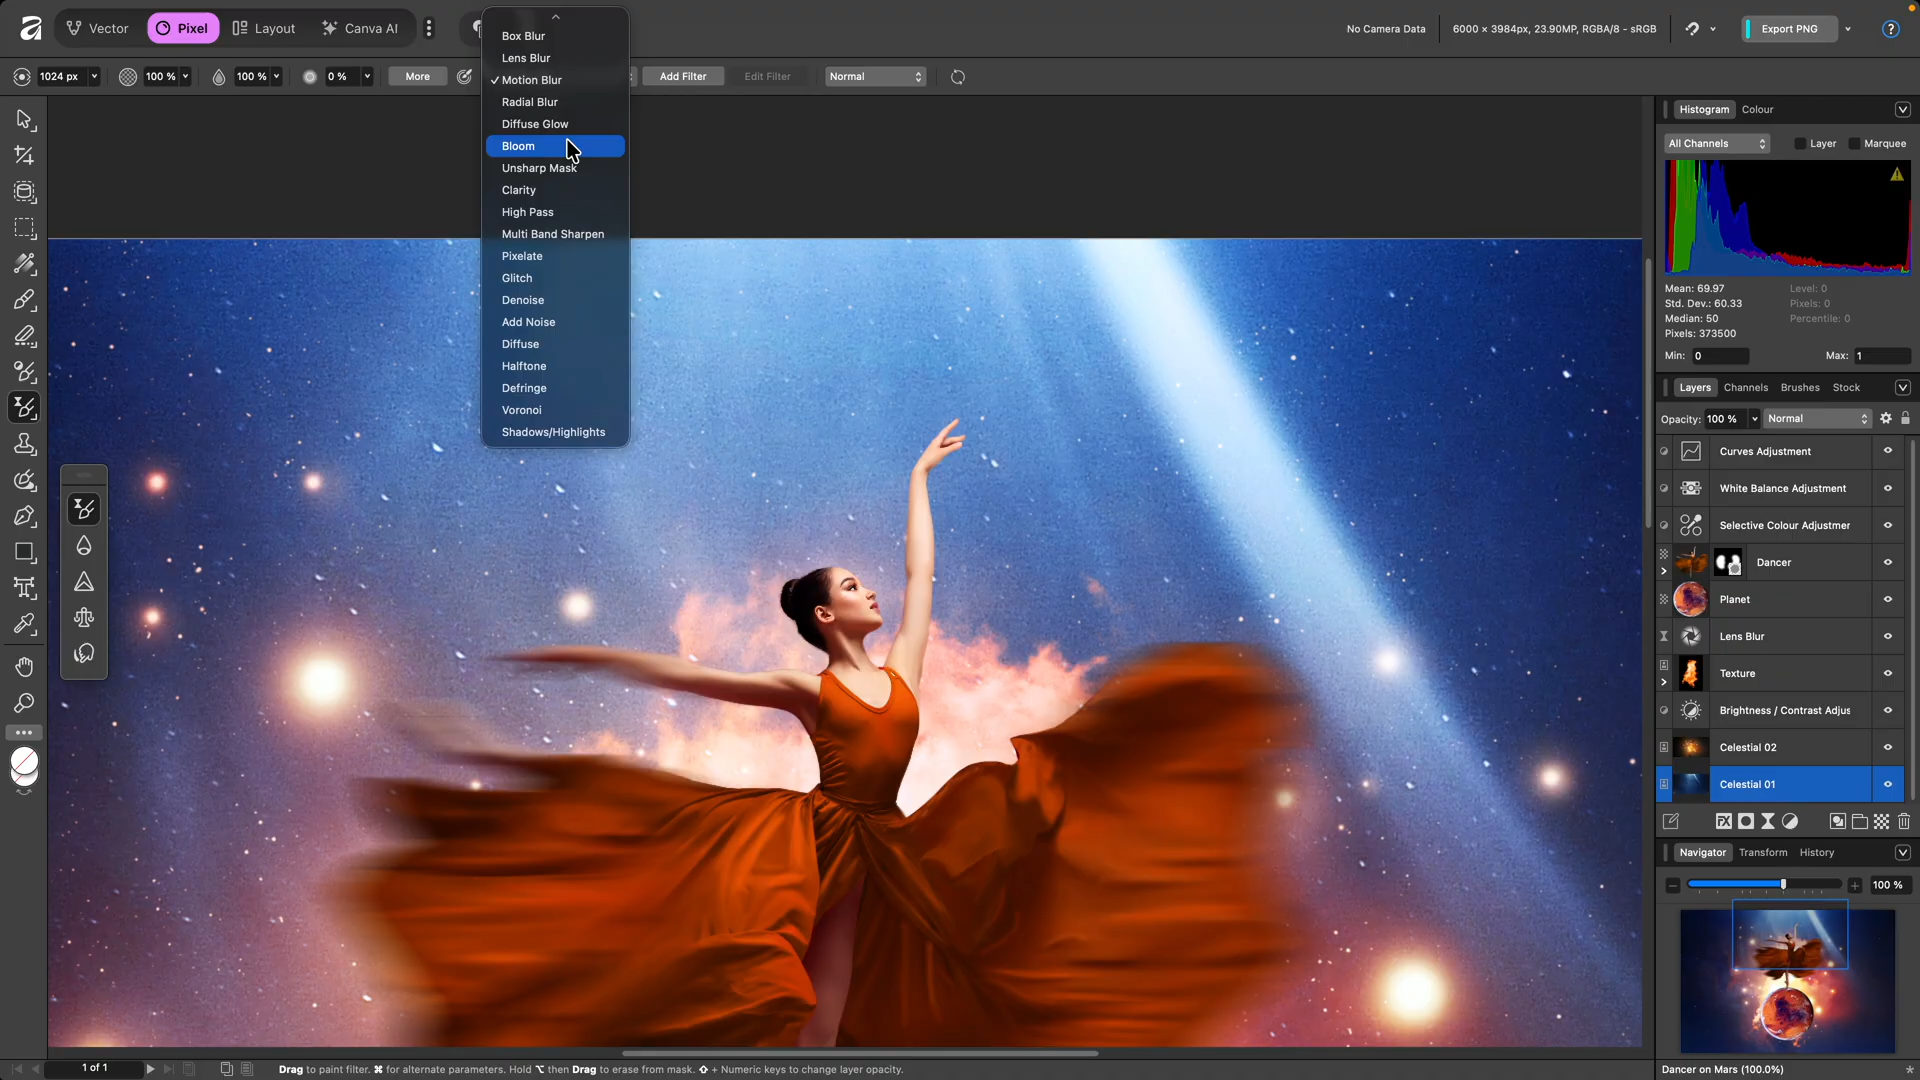 Vector
Pixel
Layout
Canva AI
No Camera Data
6000 × 3984px, 23.90MP, RGBA/8 - sRGB
Export PNG
?
1024 px
100 %
100 %
0 %
More
Add Filter
Edit Filter
Normal
Box Blur
Lens Blur
✓ Motion Blur
Radial Blur
Diffuse Glow
Bloom
Unsharp Mask
Clarity
High Pass
Multi Band Sharpen
Pixelate
Glitch
Denoise
Add Noise
Diffuse
Halftone
Defringe
Voronoi
Shadows/Highlights
Histogram
Colour
All Channels
Layer
Marquee
Mean: 69.97
Level: 0
Std. Dev.: 60.33
Pixels: 0
Median: 50
Percentile: 0
Pixels: 373500
Min: 0
Max: 1
Layers
Channels
Brushes
Stock
Opacity: 100 %
Normal
Curves Adjustment
White Balance Adjustment
Selective Colour Adjustmer
Dancer
Planet
Lens Blur
Texture
Brightness / Contrast Adjus
Celestial 02
Celestial 01
FX
Navigator
Transform
History
100 %
Dancer on Mars (100.0%)
1 of 1
Drag to paint filter. ⌘ for alternate parameters. Hold ⌥ then Drag to erase from mask. ⇧ + Numeric keys to change layer opacity.